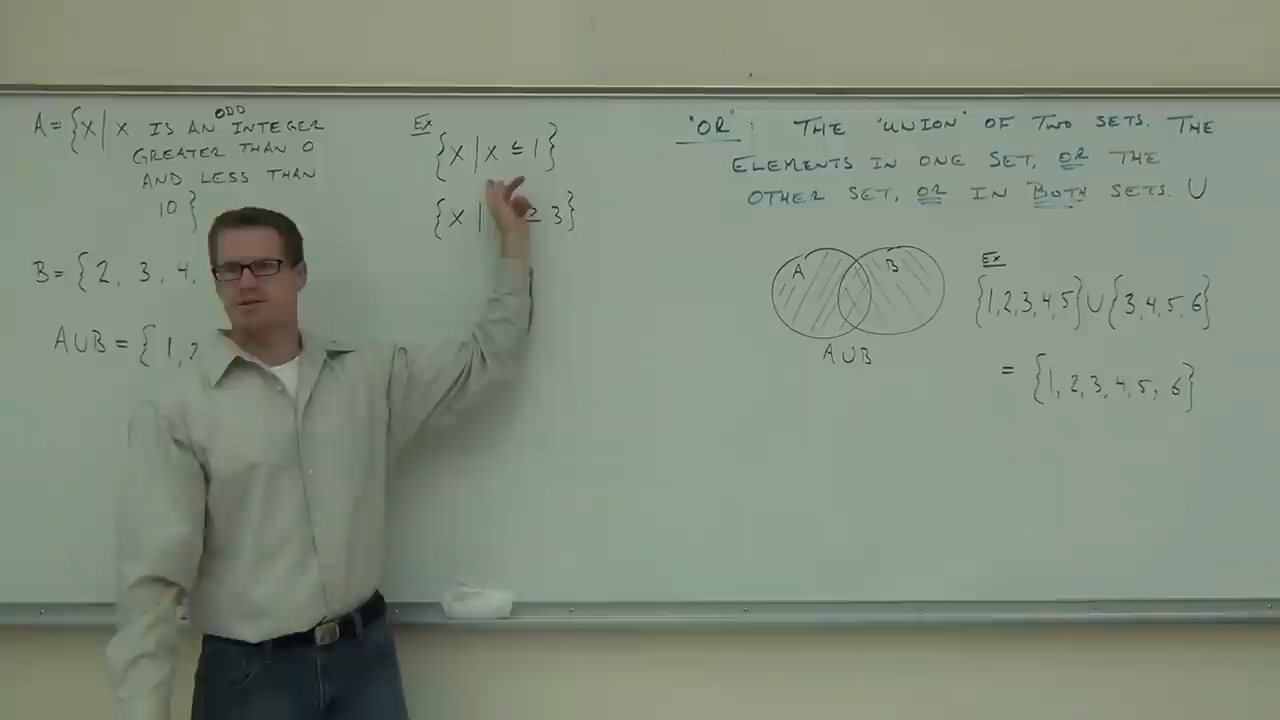 A = {X | X IS AN ODD INTEGER
GREATER THAN 0
AND LESS THAN
10}
B = {2, 3, 4,
A∪B = {1, 2
Ex
{X | X ≤ 1}
{X | ≥ 3}
"OR": THE "UNION" OF TWO SETS. THE
ELEMENTS IN ONE SET, OR THE
OTHER SET, OR IN BOTH SETS. ∪
A B
A∪B
Ex
{1, 2, 3, 4, 5} ∪ {3, 4, 5, 6}
= {1, 2, 3, 4, 5, 6}